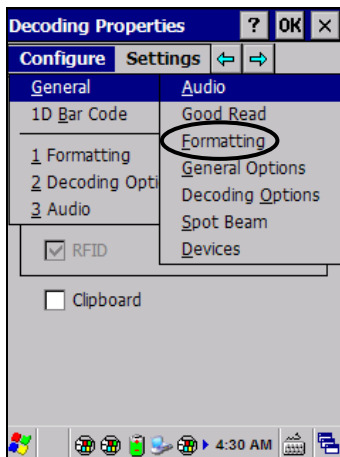 Decoding Properties ? OK ×
Configure Settings
General
1D Bar Code
1 Formatting
2 Decoding Opti
3 Audio
Audio
Good Read
Formatting
General Options
Decoding Options
Spot Beam
Devices
RFID
Clipboard
4:30 AM